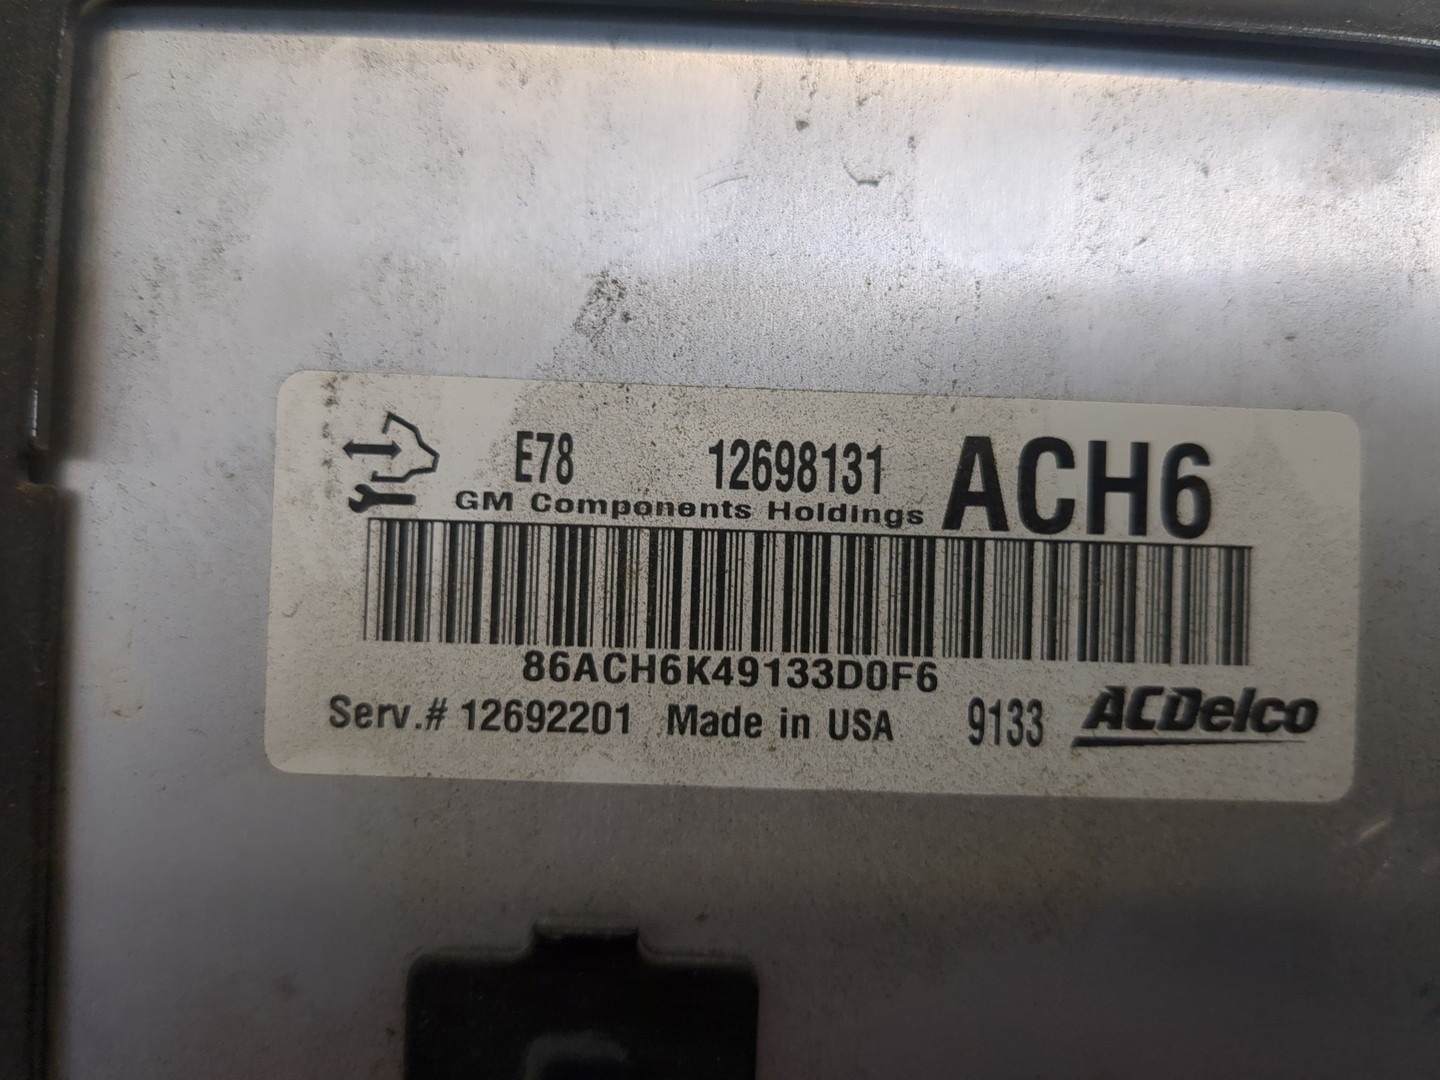 E78 12698131 ACH6
GM Components Holdings
86ACH6K49133D0F6
Serv.# 12692201 Made in USA 9133 ACDelco